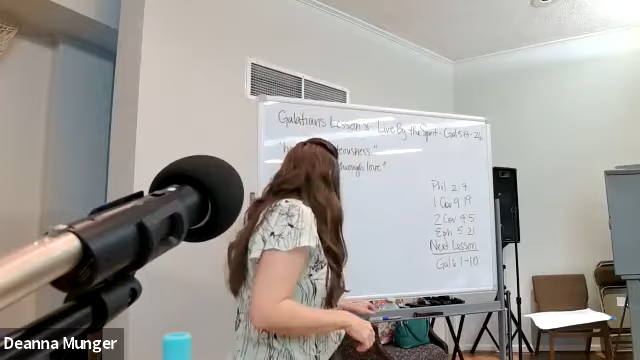 Galatians Lesson 8 Live By the Spirit - Gal 5:13-26
through love"
Phil 2:7
1 Cor 9:19
2 Cor 4:5
Eph 5:21
Next Lesson
Gal 6:1-10
Deanna Munger